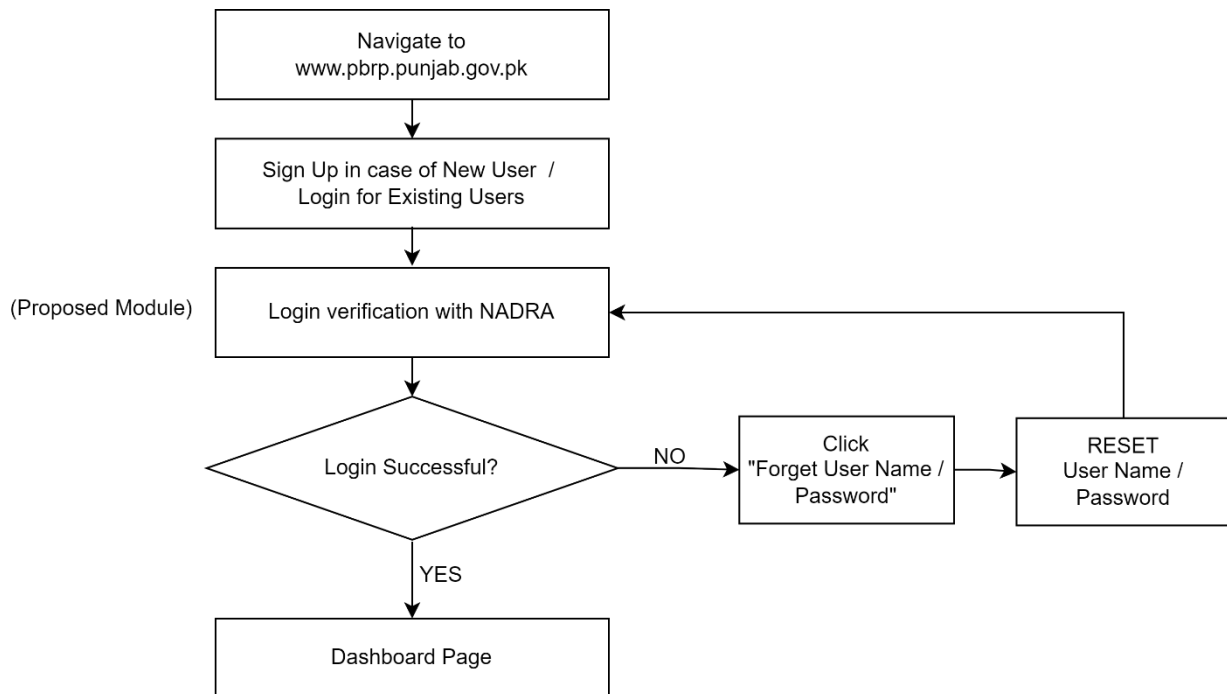 Navigate to
www.pbrp.punjab.gov.pk
Sign Up in case of New User /
Login for Existing Users
(Proposed Module)
Login verification with NADRA
Login Successful?
NO
Click
"Forget User Name /
Password"
RESET
User Name /
Password
YES
Dashboard Page